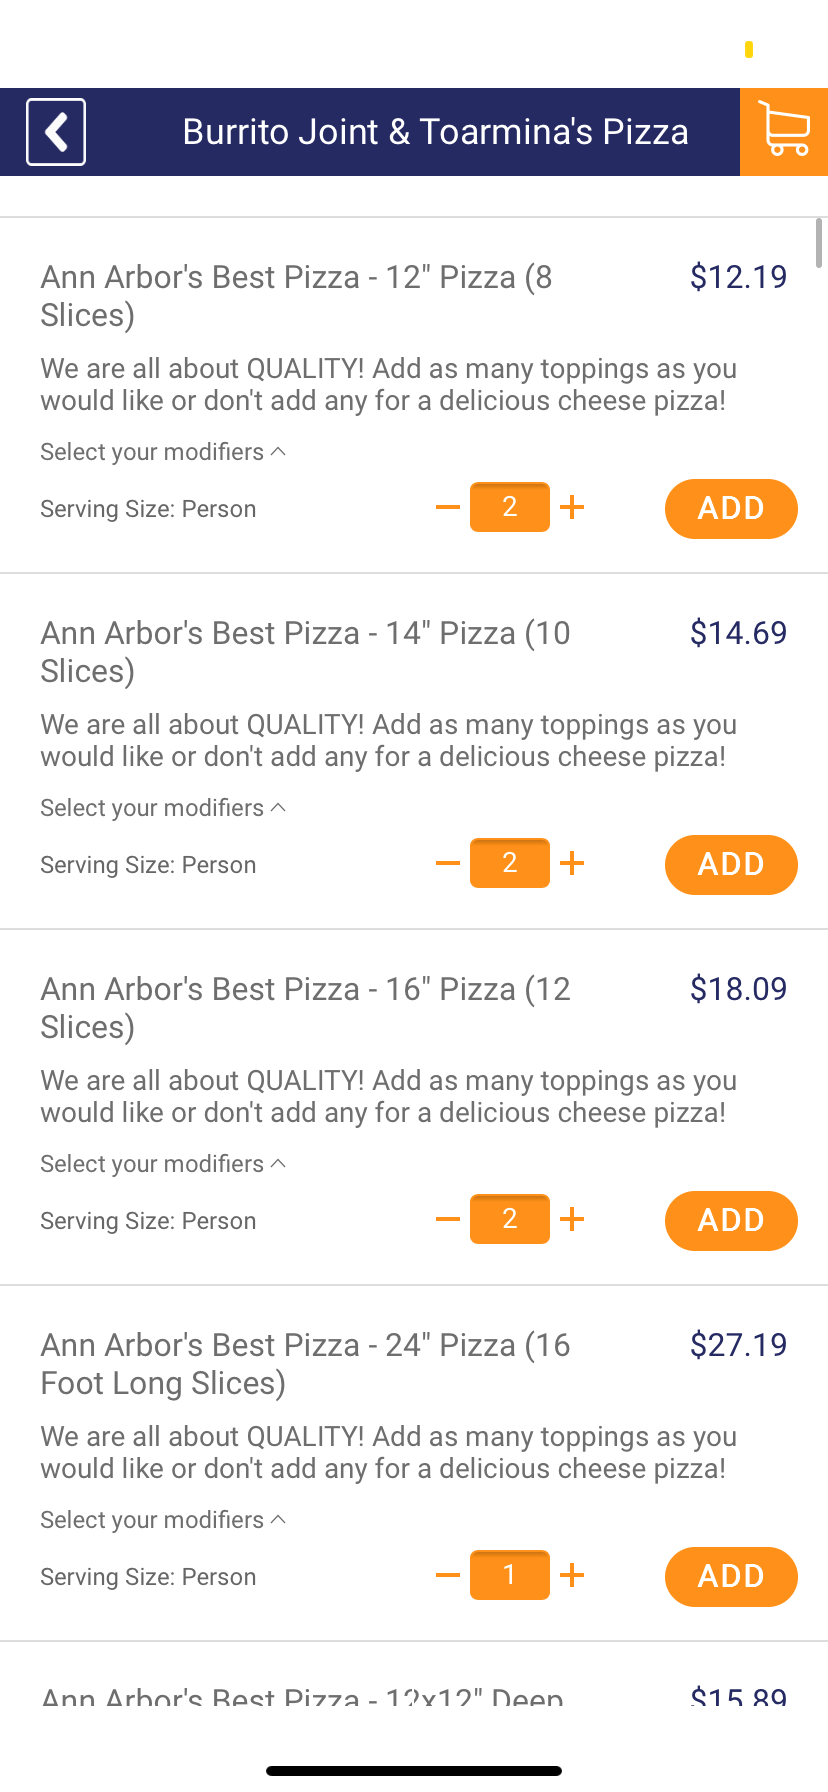 Burrito Joint & Toarmina's Pizza
Ann Arbor's Best Pizza - 12" Pizza (8
Slices)
$12.19
We are all about QUALITY! Add as many toppings as you
would like or don't add any for a delicious cheese pizza!
Select your modifiers
Serving Size: Person
2
ADD
Ann Arbor's Best Pizza - 14" Pizza (10
Slices)
$14.69
We are all about QUALITY! Add as many toppings as you
would like or don't add any for a delicious cheese pizza!
Select your modifiers
Serving Size: Person
2
ADD
Ann Arbor's Best Pizza - 16" Pizza (12
Slices)
$18.09
We are all about QUALITY! Add as many toppings as you
would like or don't add any for a delicious cheese pizza!
Select your modifiers
Serving Size: Person
2
ADD
Ann Arbor's Best Pizza - 24" Pizza (16
Foot Long Slices)
$27.19
We are all about QUALITY! Add as many toppings as you
would like or don't add any for a delicious cheese pizza!
Select your modifiers
Serving Size: Person
1
ADD
Ann Arbor's Best Pizza - 12x12" Deep
$15.89